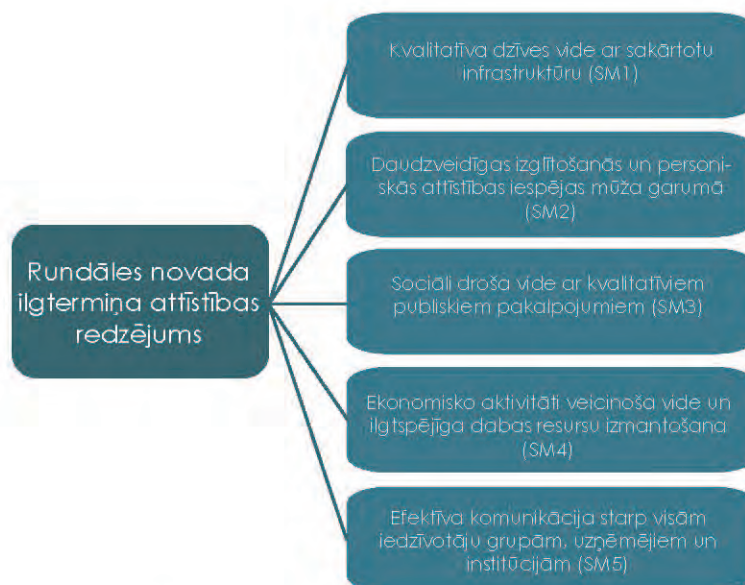 Rundāles novada
ilgtermiņa attīstības
redzējums
Kvalitatīva dzīves vide ar sakārtotu
infrastruktūru (SM1)
Daudzveidīgas izglītošanās un personi-
skās attīstības iespējas mūža garumā
(SM2)
Sociāli droša vide ar kvalitatīviem
publiskiem pakalpojumiem (SM3)
Ekonomisko aktivitāti veicinoša vide un
ilgtspējīga dabas resursu izmantošana
(SM4)
Efektīva komunikācija starp visām
iedzīvotāju grupām, uzņēmējiem un
institūcijām (SM5)